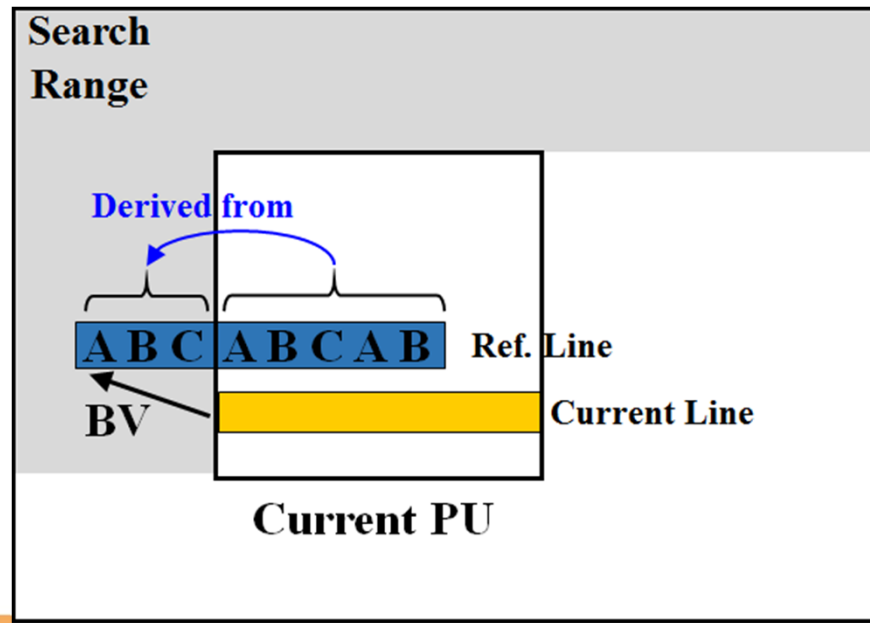 Search
Range
Derived from
A B C A B C A B
Ref. Line
BV
Current Line
Current PU